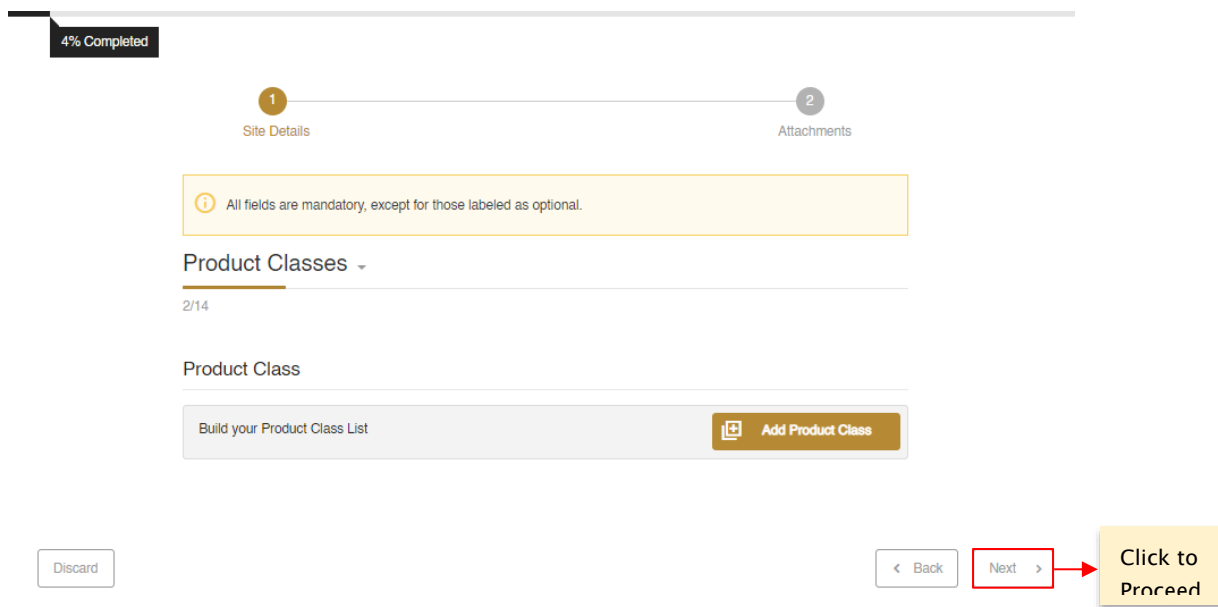 4% Completed
1
2
Site Details
Attachments
All fields are mandatory, except for those labeled as optional.
Product Classes
2/14
Product Class
Build your Product Class List
Add Product Class
Discard
Back
Next
Click to
Proceed